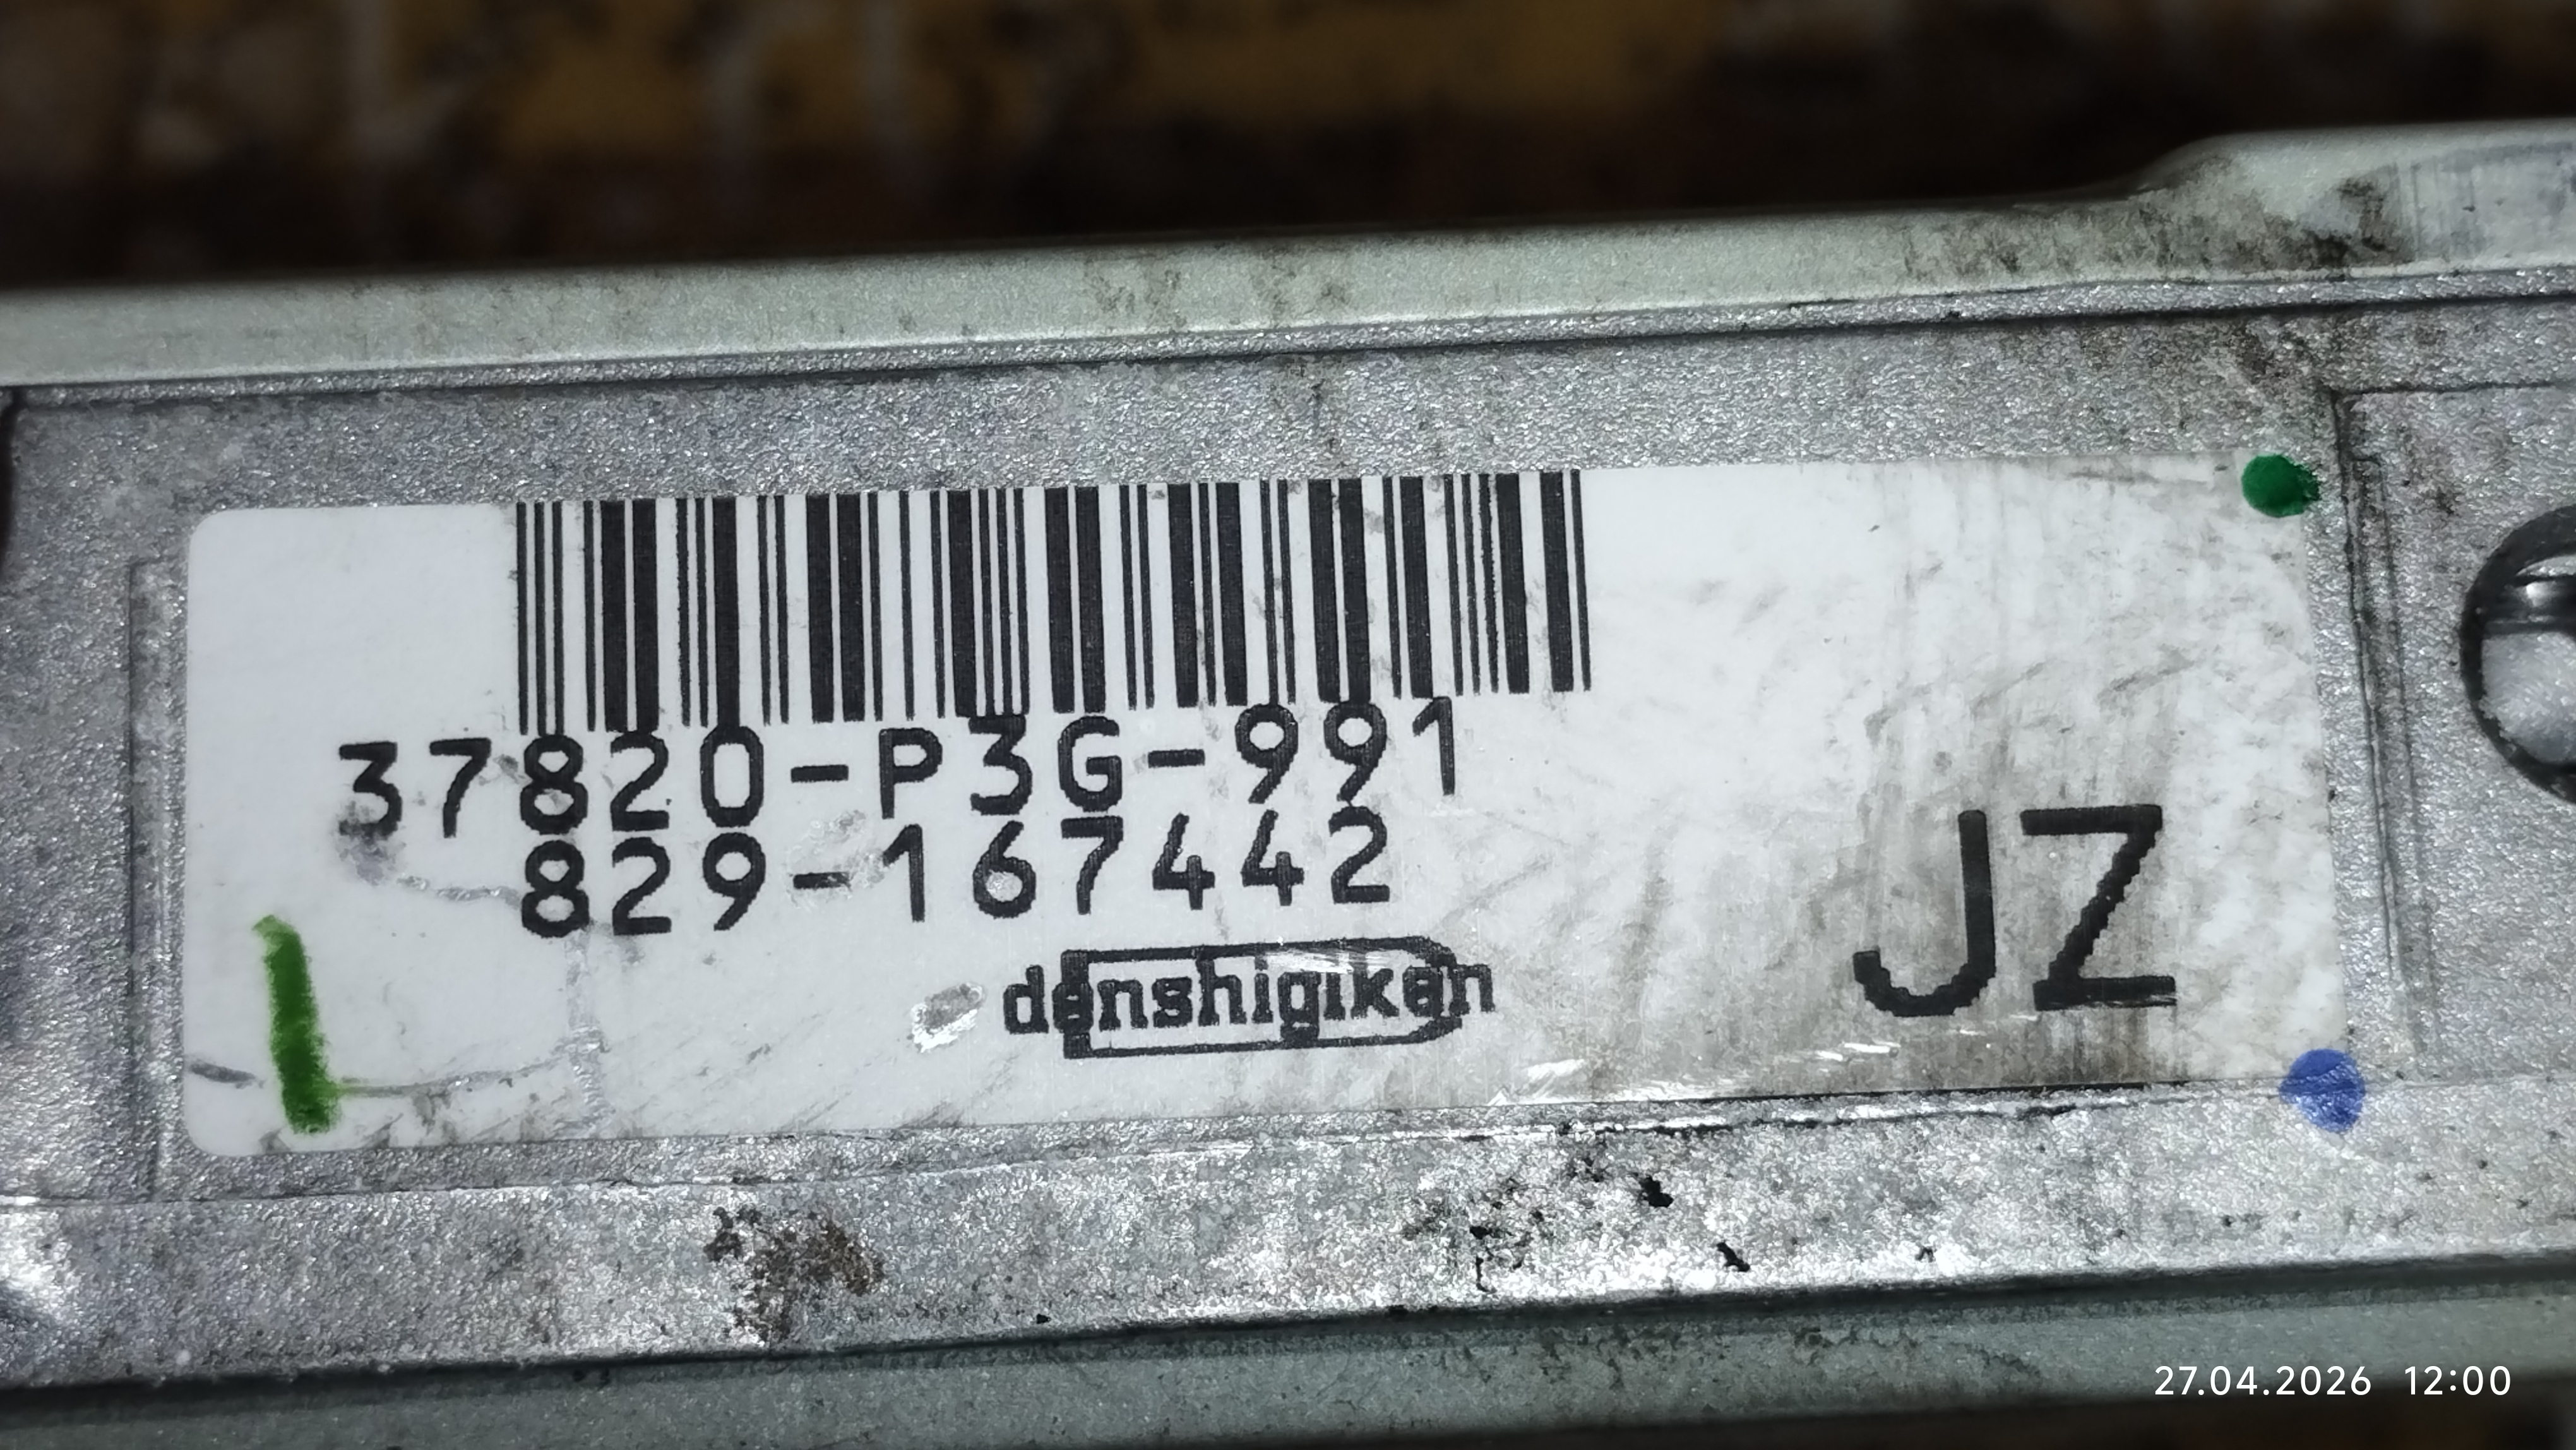 37820-P3G-991
829-167442
denshigiken
JZ
27.04.2026 12:00